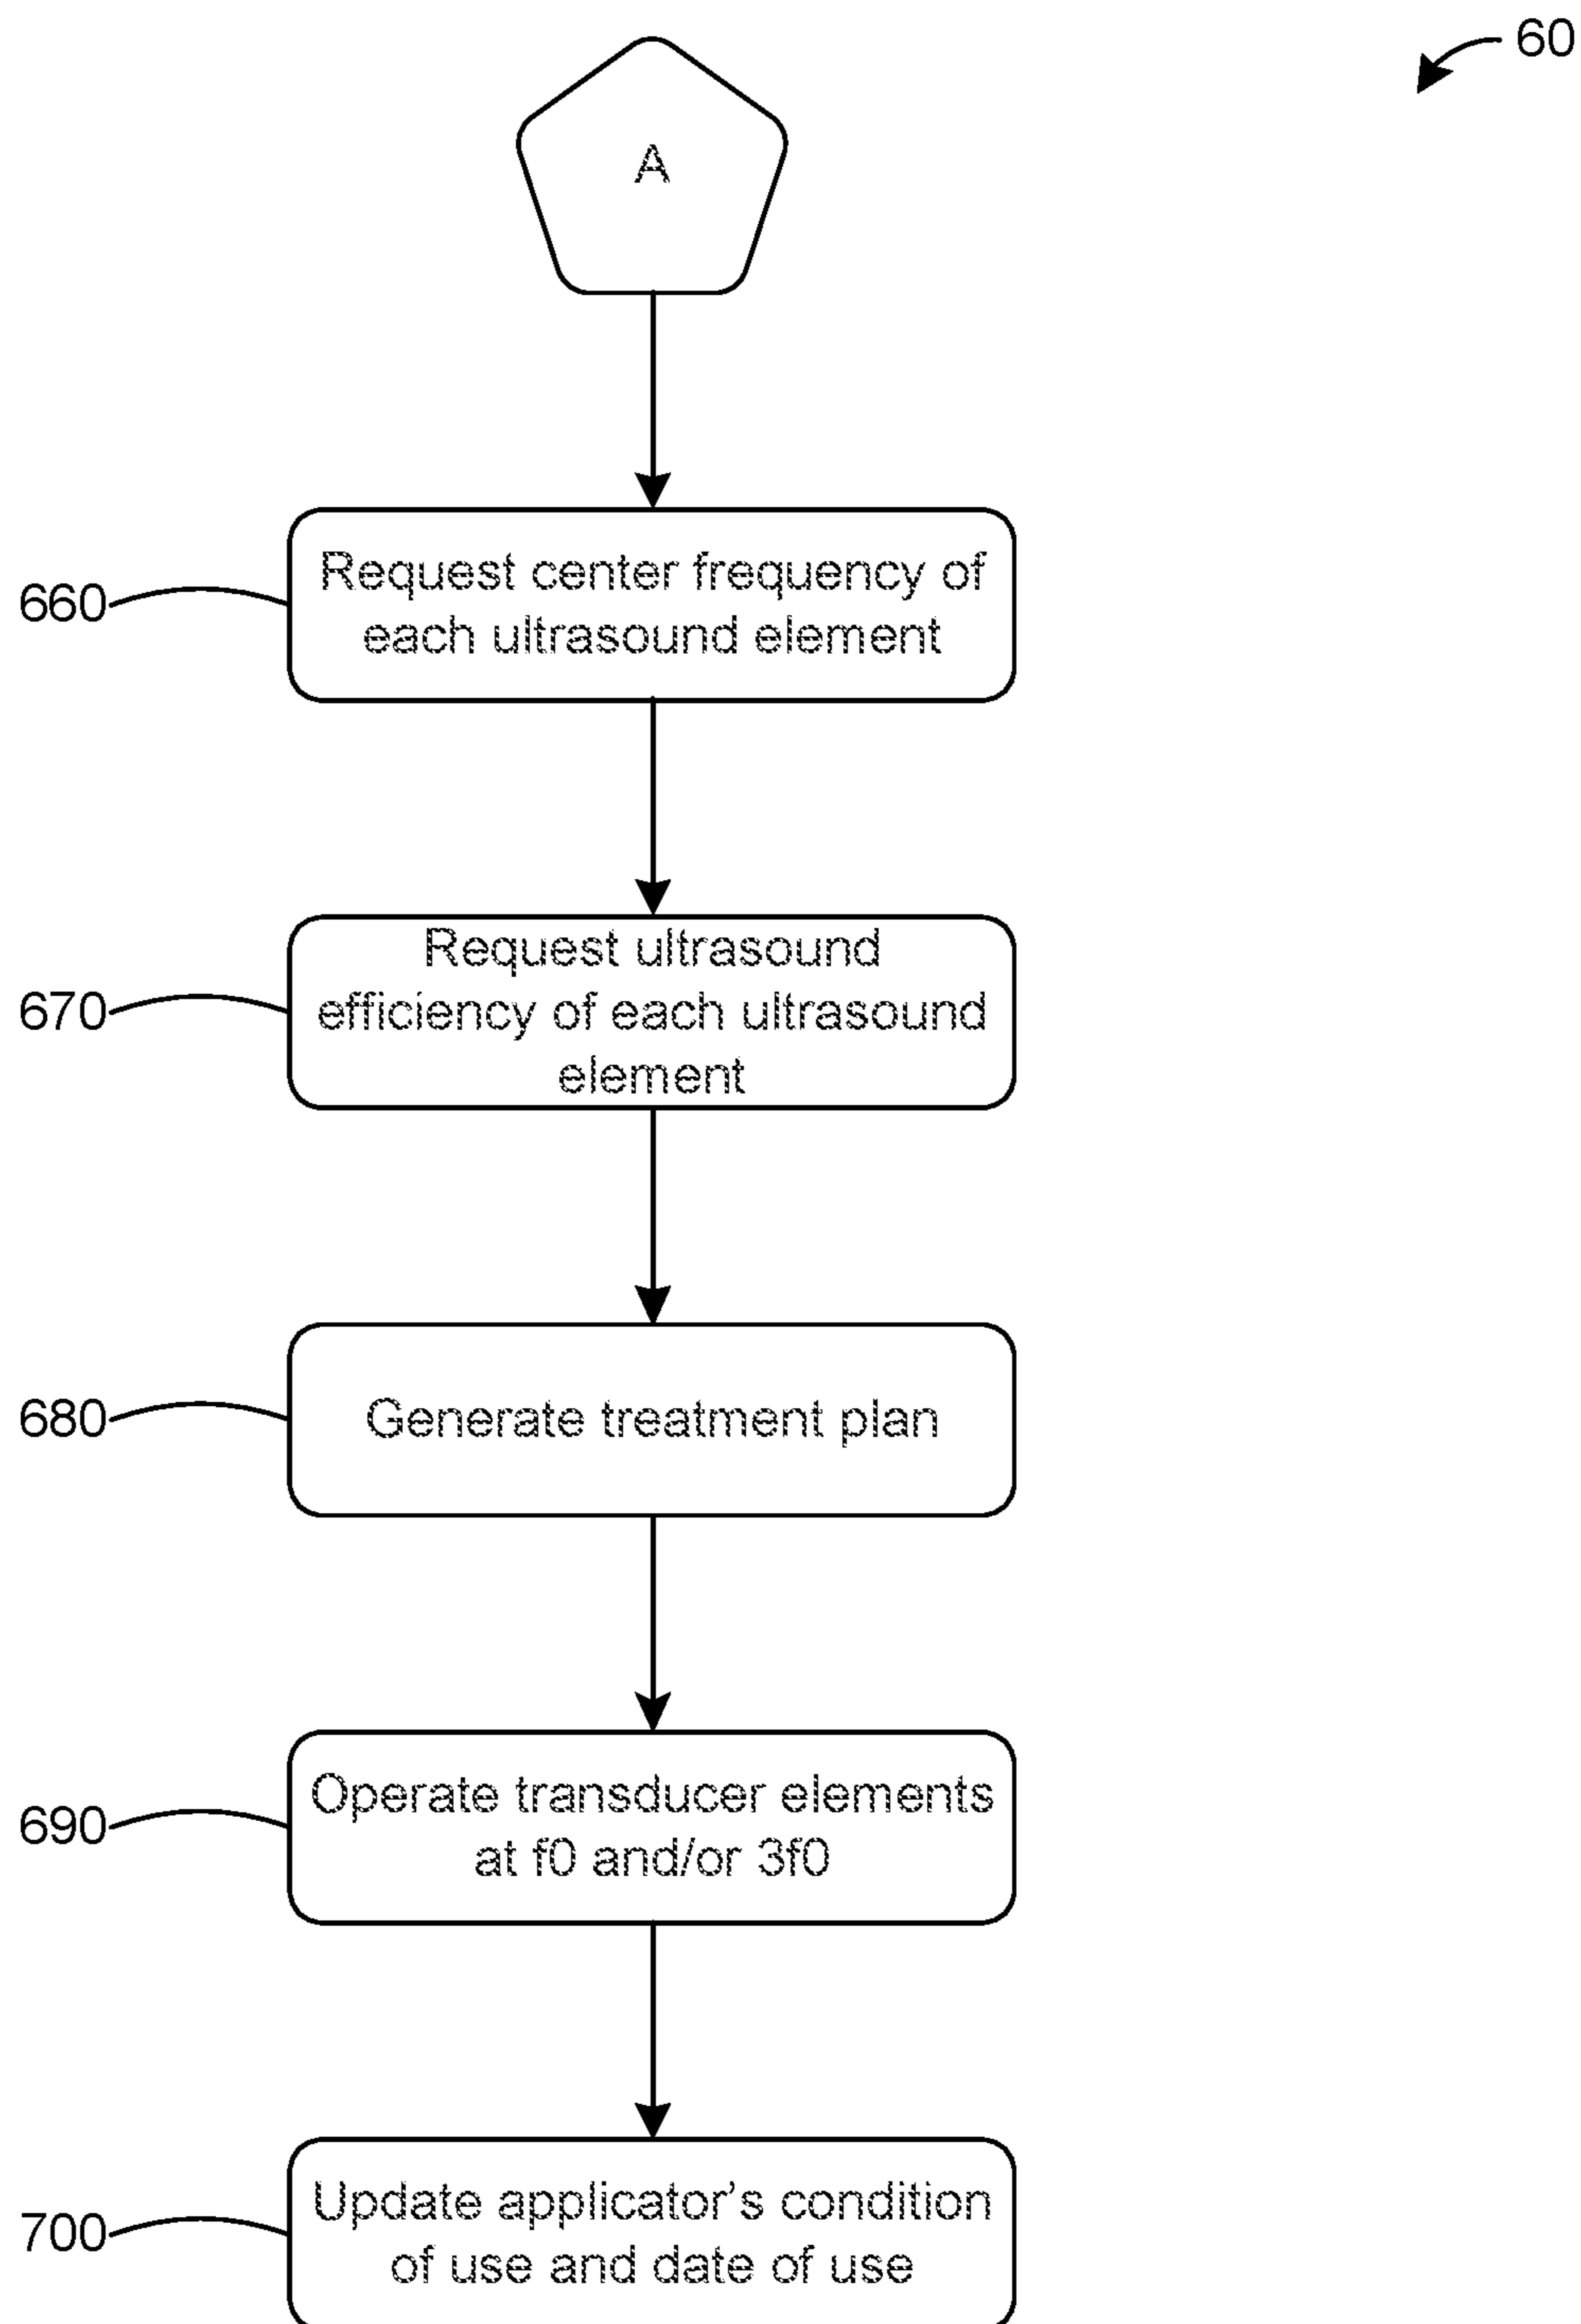 60
A
660
Request center frequency of
each ultrasound element
670
Request ultrasound
efficiency of each ultrasound
element
680
Generate treatment plan
690
Operate transducer elements
at f0 and/or 3f0
700
Update applicator’s condition
of use and date of use